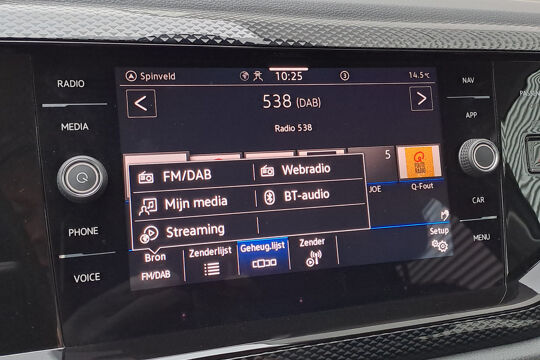 RADIO
MEDIA
PHONE
VOICE
Spinveld 10:25 3 14.5°C
538 (DAB)
Radio 538
5
JOE
Q-Fout
FM/DAB Webradio
Mijn media BT-audio
Streaming
Bron
FM/DAB
Zenderlijst
Geheug.lijst
Zender
Setup
NAV
APP
CAR
MENU